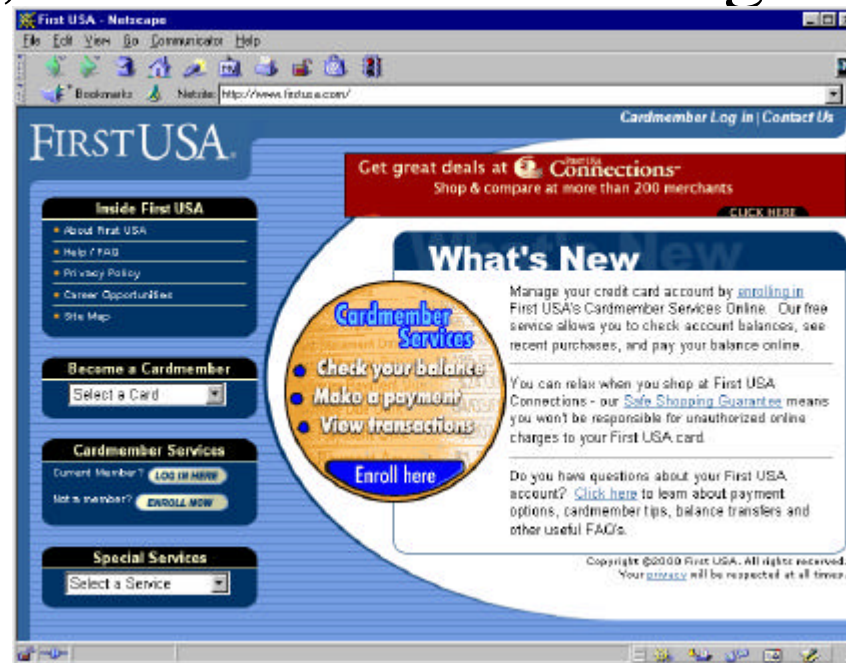 First USA - Netscape
File Edit View Go Communicator Help
Bookmarks Netsite: http://www.firstusa.com/
Cardmember Log in | Contact Us
FIRST USA.
Get great deals at FIRST USA Connections
Shop & compare at more than 200 merchants
CLICK HERE
Inside First USA
About First USA
Help / FAQ
Privacy Policy
Career Opportunities
Site Map
Become a Cardmember
Select a Card
Cardmember Services
Current Member? LOG IN HERE
Not a member? ENROLL NOW
Special Services
Select a Service
What's New
Cardmember
Services
Check your balance
Make a payment
View transactions
Enroll here
Manage your credit card account by enrolling in
First USA's Cardmember Services Online. Our free
service allows you to check account balances, see
recent purchases, and pay your balance online.
You can relax when you shop at First USA
Connections - our Safe Shopping Guarantee means
you won't be responsible for unauthorized online
charges to your First USA card.
Do you have questions about your First USA
account? Click here to learn about payment
options, cardmember tips, balance transfers and
other useful FAQ's.
Copyright ©2000 First USA. All rights reserved.
Your privacy will be respected at all times.